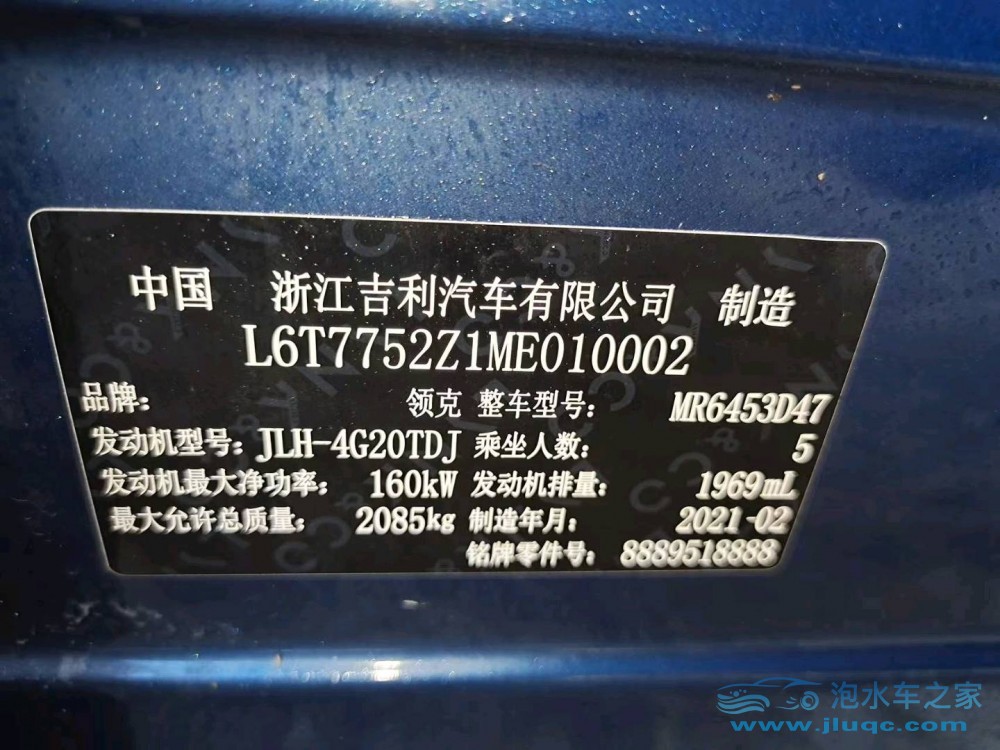 中国 浙江吉利汽车有限公司 制造
L6T7752Z1ME010002
品牌: 领克 整车型号: MR6453D47
发动机型号: JLH-4G20TDJ 乘坐人数: 5
发动机最大净功率: 160kW 发动机排量: 1969mL
最大允许总质量: 2085kg 制造年月: 2021-02
铭牌零件号: 8889518888
泡水车之家
www.jluqc.com